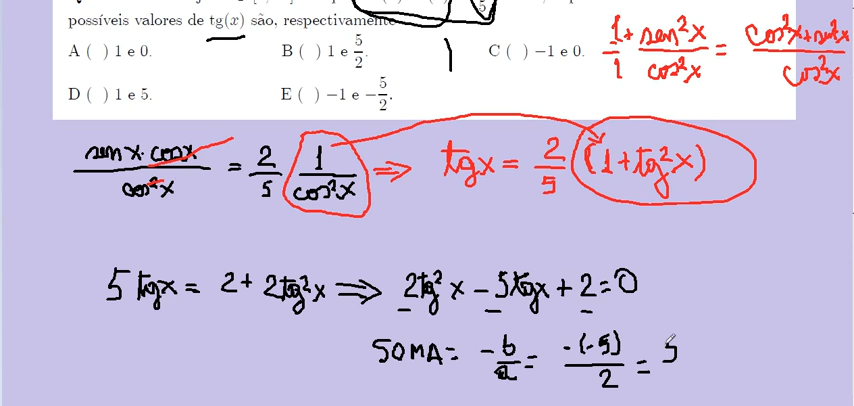 possíveis valores de tg(x) são, respectivamente
A ( ) 1 e 0.
B ( ) 1 e 5/2.
C ( ) −1 e 0.
D ( ) 1 e 5.
E ( ) −1 e −5/2.
1/1 + sen²x/cos²x = cos²x+sen²x/cos²x
sen x · cos x/cos²x = 2/5 · 1/cos²x ⇒ tgx = 2/5 (1+tg²x)
5 tgx = 2 + 2tg²x ⇒ 2tg²x − 5tgx + 2 = 0
SOMA = −b/a = −(−5)/2 = 5